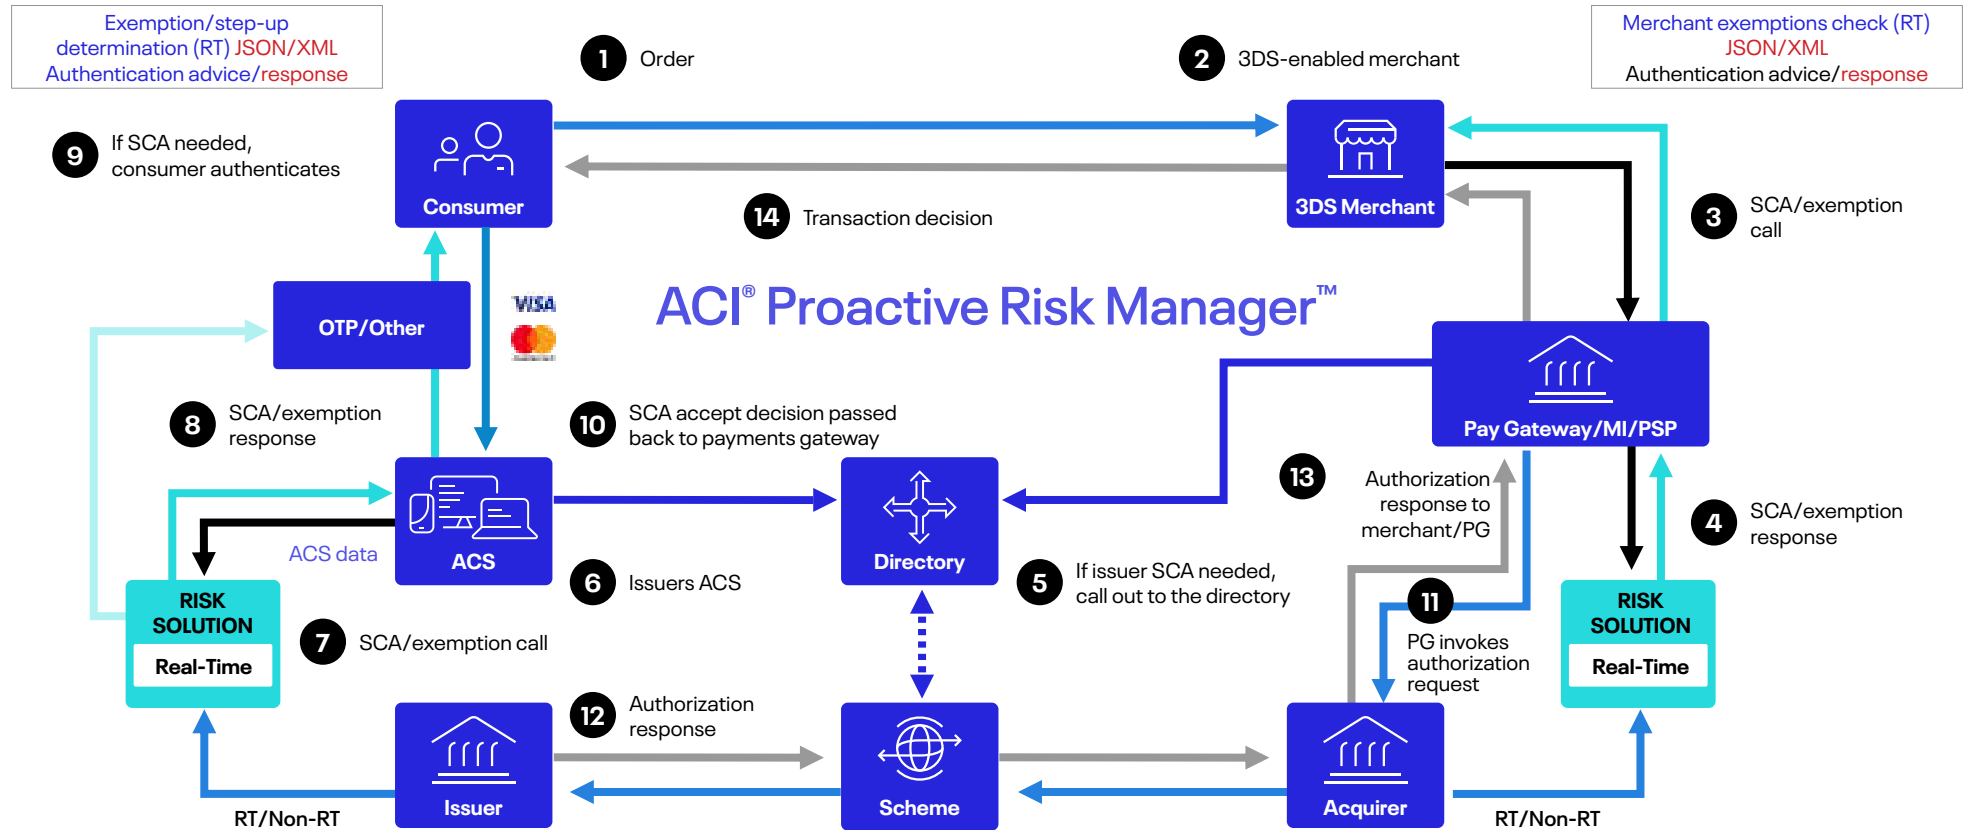 Exemption/step-up
determination (RT) JSON/XML
Authentication advice/response
1 Order
2 3DS-enabled merchant
Merchant exemptions check (RT)
JSON/XML
Authentication advice/response
9 If SCA needed,
consumer authenticates
Consumer
3DS Merchant
14 Transaction decision
3 SCA/exemption
call
OTP/Other
VISA
ACI® Proactive Risk Manager™
Pay Gateway/MI/PSP
8 SCA/exemption
response
10 SCA accept decision passed
back to payments gateway
13 Authorization
response to
merchant/PG
4 SCA/exemption
response
ACS data
ACS
Directory
6 Issuers ACS
5 If issuer SCA needed,
call out to the directory
11 PG invokes
authorization
request
RISK
SOLUTION
Real-Time
7 SCA/exemption call
RISK
SOLUTION
Real-Time
12 Authorization
response
Issuer
Scheme
Acquirer
RT/Non-RT
RT/Non-RT